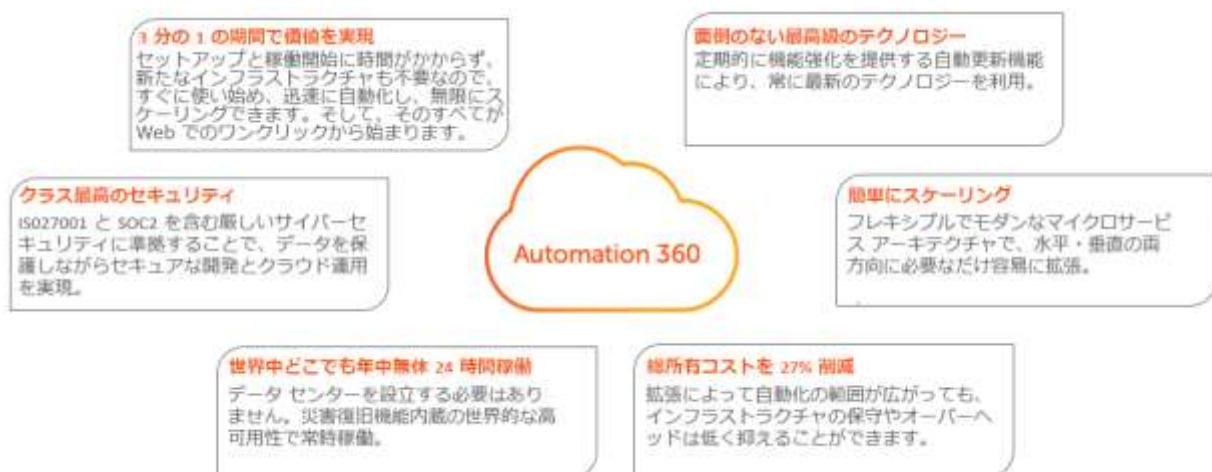 3 分の 1 の期間で価値を実現
セットアップと稼働開始に時間がかからず、
新たなインフラストラクチャも不要なので、
すぐに使い始め、迅速に自動化し、無限にス
ケーリングできます。そして、そのすべてが
Web でのワンクリックから始まります。
面倒のない最高級のテクノロジー
定期的に機能強化を提供する自動更新機能
により、常に最新のテクノロジーを利用。
クラス最高のセキュリティ
ISO27001 と SOC2 を含む厳しいサイバーセ
キュリティに準拠することで、データを保
護しながらセキュアな開発とクラウド運用
を実現。
Automation 360
簡単にスケーリング
フレキシブルでモダンなマイクロサービ
ス アーキテクチャで、水平・垂直の両
方向に必要なだけ容易に拡張。
世界中どこでも年中無休 24 時間稼働
データ センターを設立する必要はあり
ません。災害復旧機能内蔵の世界的な高
可用性で常時稼働。
総所有コストを 27% 削減
拡張によって自動化の範囲が広がっても、
インフラストラクチャの保守やオーバーヘ
ッドは低く抑えることができます。